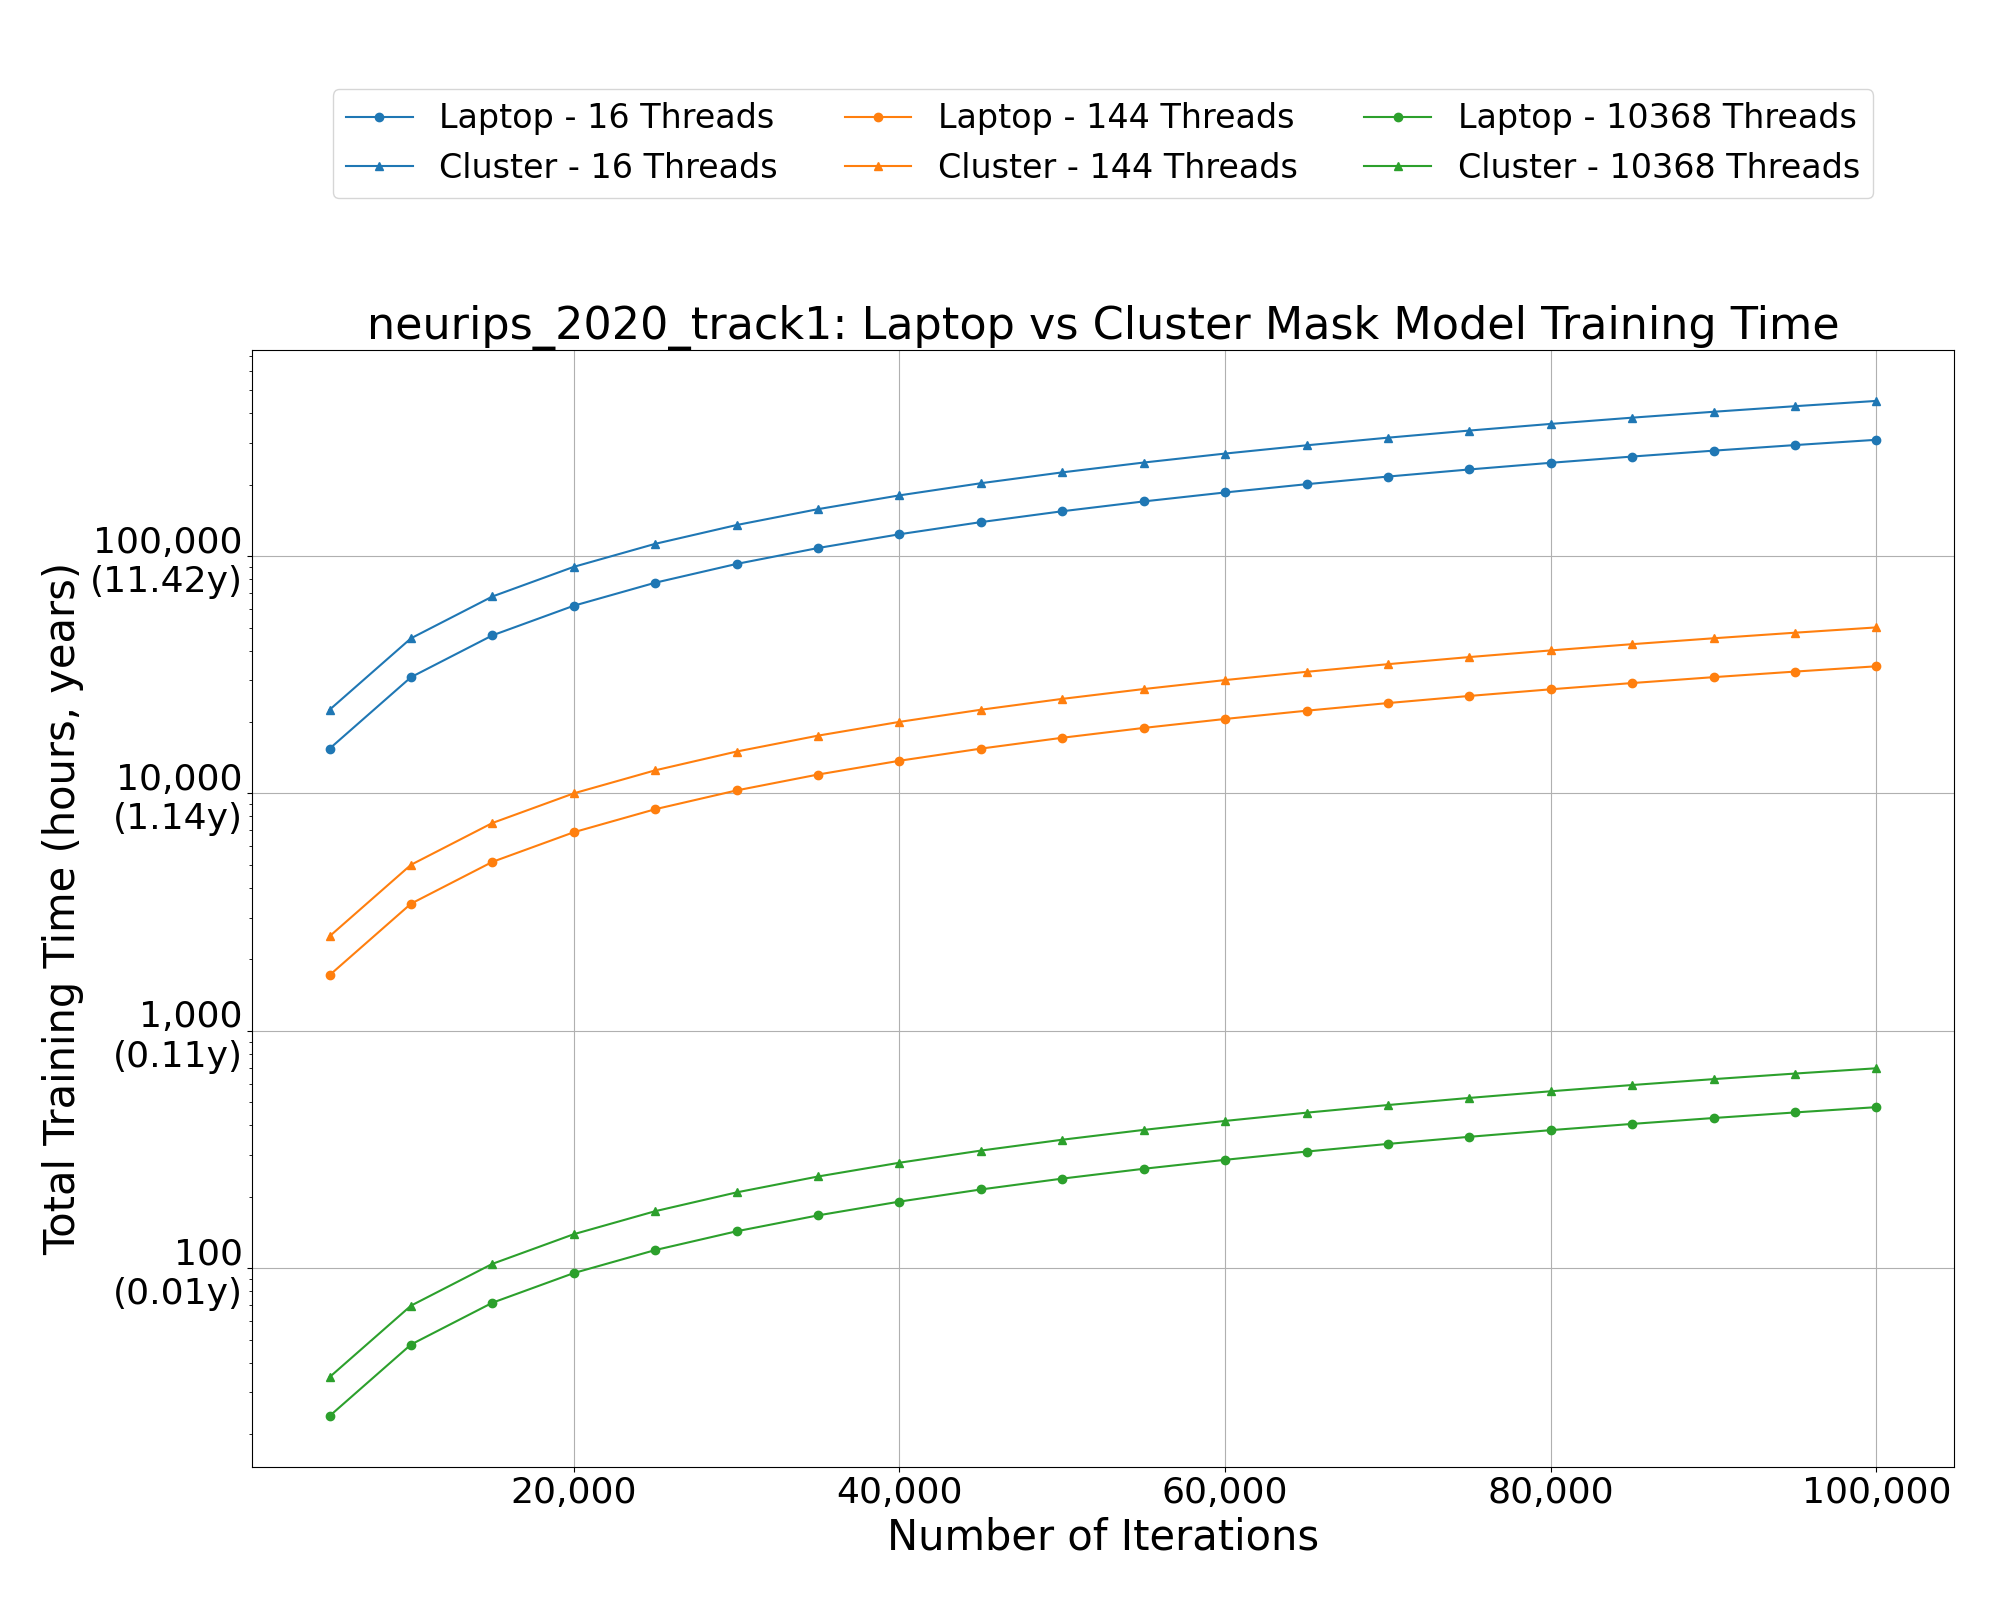 Laptop - 16 Threads
Cluster - 16 Threads
Laptop - 144 Threads
Cluster - 144 Threads
Laptop - 10368 Threads
Cluster - 10368 Threads
neurips_2020_track1: Laptop vs Cluster Mask Model Training Time
Total Training Time (hours, years)
100,000
(11.42y)
10,000
(1.14y)
1,000
(0.11y)
100
(0.01y)
20,000
40,000
60,000
80,000
100,000
Number of Iterations